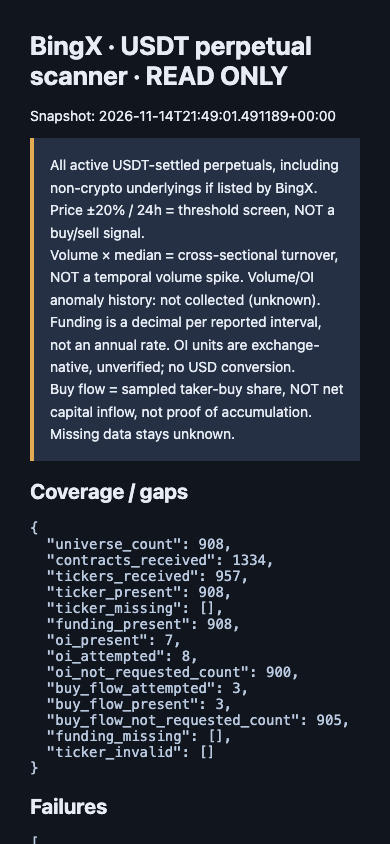 BingX · USDT perpetual
scanner · READ ONLY
Snapshot: 2026-11-14T21:49:01.491189+00:00
All active USDT-settled perpetuals, including
non-crypto underlyings if listed by BingX.
Price ±20% / 24h = threshold screen, NOT a
buy/sell signal.
Volume × median = cross-sectional turnover,
NOT a temporal volume spike. Volume/OI
anomaly history: not collected (unknown).
Funding is a decimal per reported interval,
not an annual rate. OI units are exchange-
native, unverified; no USD conversion.
Buy flow = sampled taker-buy share, NOT net
capital inflow, not proof of accumulation.
Missing data stays unknown.
Coverage / gaps
{
  "universe_count": 908,
  "contracts_received": 1334,
  "tickers_received": 957,
  "ticker_present": 908,
  "ticker_missing": [],
  "funding_present": 908,
  "oi_present": 7,
  "oi_attempted": 8,
  "oi_not_requested_count": 900,
  "buy_flow_attempted": 3,
  "buy_flow_present": 3,
  "buy_flow_not_requested_count": 905,
  "funding_missing": [],
  "ticker_invalid": []
}
Failures
[